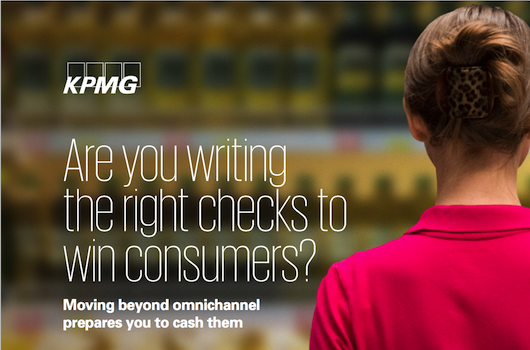 KPMG
Are you writing
the right checks to
win consumers?
Moving beyond omnichannel
prepares you to cash them